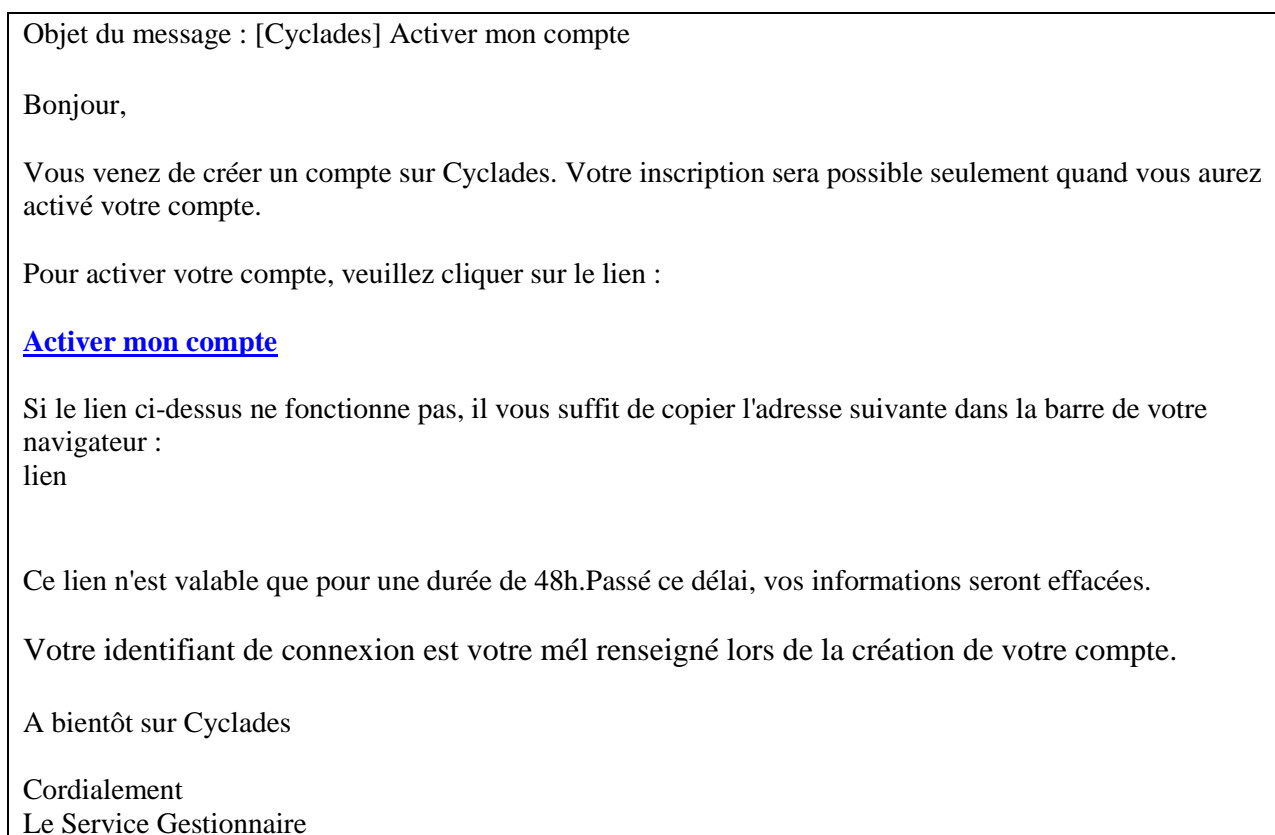 Objet du message : [Cyclades] Activer mon compte
Bonjour,
Vous venez de créer un compte sur Cyclades. Votre inscription sera possible seulement quand vous aurez
activé votre compte.
Pour activer votre compte, veuillez cliquer sur le lien :
Activer mon compte
Si le lien ci-dessus ne fonctionne pas, il vous suffit de copier l'adresse suivante dans la barre de votre
navigateur :
lien
Ce lien n'est valable que pour une durée de 48h.Passé ce délai, vos informations seront effacées.
Votre identifiant de connexion est votre mél renseigné lors de la création de votre compte.
A bientôt sur Cyclades
Cordialement
Le Service Gestionnaire